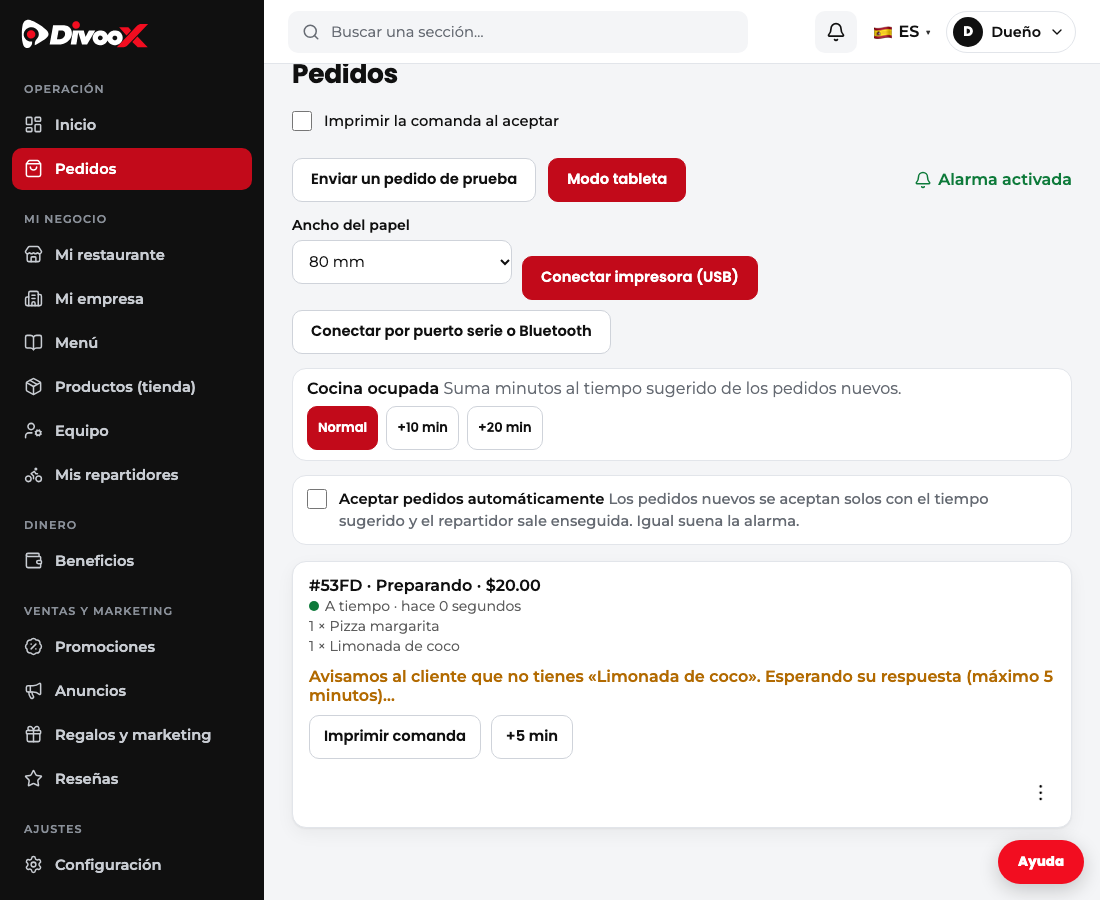 DivooX
Buscar una sección...
ES
D
Dueño
OPERACIÓN
Inicio
Pedidos
MI NEGOCIO
Mi restaurante
Mi empresa
Menú
Productos (tienda)
Equipo
Mis repartidores
DINERO
Beneficios
VENTAS Y MARKETING
Promociones
Anuncios
Regalos y marketing
Reseñas
AJUSTES
Configuración
Pedidos
Imprimir la comanda al aceptar
Enviar un pedido de prueba
Modo tableta
Alarma activada
Ancho del papel
80 mm
Conectar impresora (USB)
Conectar por puerto serie o Bluetooth
Cocina ocupada Suma minutos al tiempo sugerido de los pedidos nuevos.
Normal
+10 min
+20 min
Aceptar pedidos automáticamente Los pedidos nuevos se aceptan solos con el tiempo
sugerido y el repartidor sale enseguida. Igual suena la alarma.
#53FD · Preparando · $20.00
A tiempo · hace 0 segundos
1 × Pizza margarita
1 × Limonada de coco
Avisamos al cliente que no tienes «Limonada de coco». Esperando su respuesta (máximo 5
minutos)...
Imprimir comanda
+5 min
Ayuda